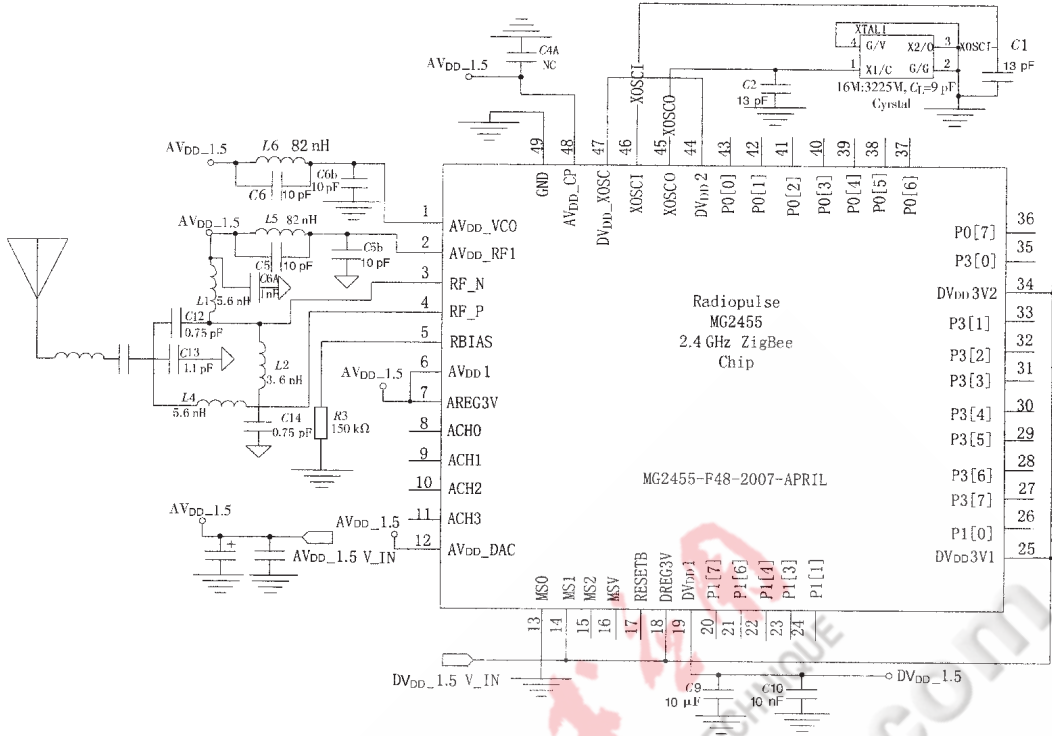 C4A
NC
AVDD_1.5
XOSCI
XOSCO
C2
13 pF
XTAL1
4 G/V X2/O 3
1 X1/C G/G 2
XOSCI
C1
13 pF
16M:3225M, CL=9 pF
Cyrstal
49 48 47 46 45 44 43 42 41 40 39 38 37
GND AVDD_CP DVDD_XOSC XOSCI XOSCO DVDD2 P0[0] P0[1] P0[2] P0[3] P0[4] P0[5] P0[6]
AVDD_1.5
L6 82 nH
C6 10 pF
C6b
10 pF
AVDD_1.5
L5 82 nH
C5 10 pF
C5b
10 pF
C6A
1nF
L1 5.6 nH
C12
0.75 pF
C13
1.1 pF
L2
3.6 nH
L4
5.6 nH
C14
0.75 pF
R3
150 kΩ
AVDD_1.5
1 AVDD_VCO
2 AVDD_RF1
3 RF_N
4 RF_P
5 RBIAS
6 AVDD1
7 AREG3V
8 ACH0
9 ACH1
10 ACH2
11 ACH3
12 AVDD_DAC
AVDD_1.5
AVDD_1.5
+
AVDD_1.5 V_IN
Radiopulse
MG2455
2.4 GHz ZigBee
Chip
MG2455-F48-2007-APRIL
P0[7] 36
P3[0] 35
DVDD3V2 34
P3[1] 33
P3[2] 32
P3[3] 31
P3[4] 30
P3[5] 29
P3[6] 28
P3[7] 27
P1[0] 26
DVDD3V1 25
MS0 MS1 MS2 MSV RESETB DREG3V DVDD1 P1[7] P1[6] P1[4] P1[3] P1[1]
13 14 15 16 17 18 19 20 21 22 23 24
DVDD_1.5 V_IN
C9
10 μF
C10
10 nF
DVDD_1.5